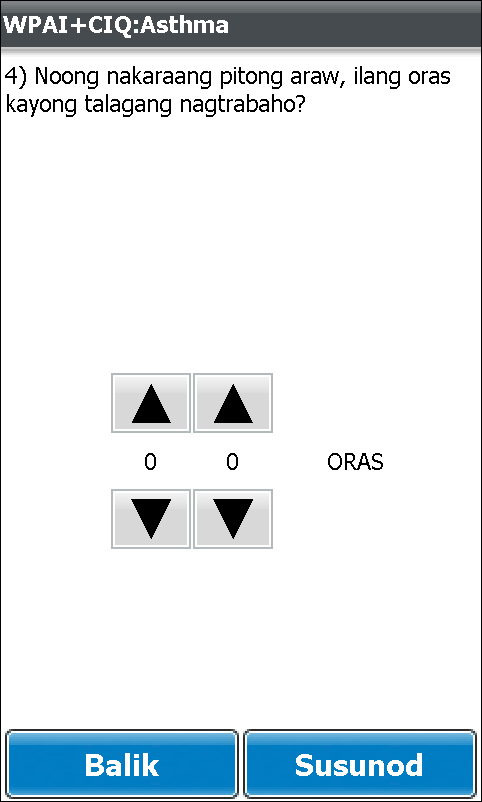 WPAI+CIQ:Asthma
4) Noong nakaraang pitong araw, ilang oras
kayong talagang nagtrabaho?
0 0 ORAS
Balik Susunod